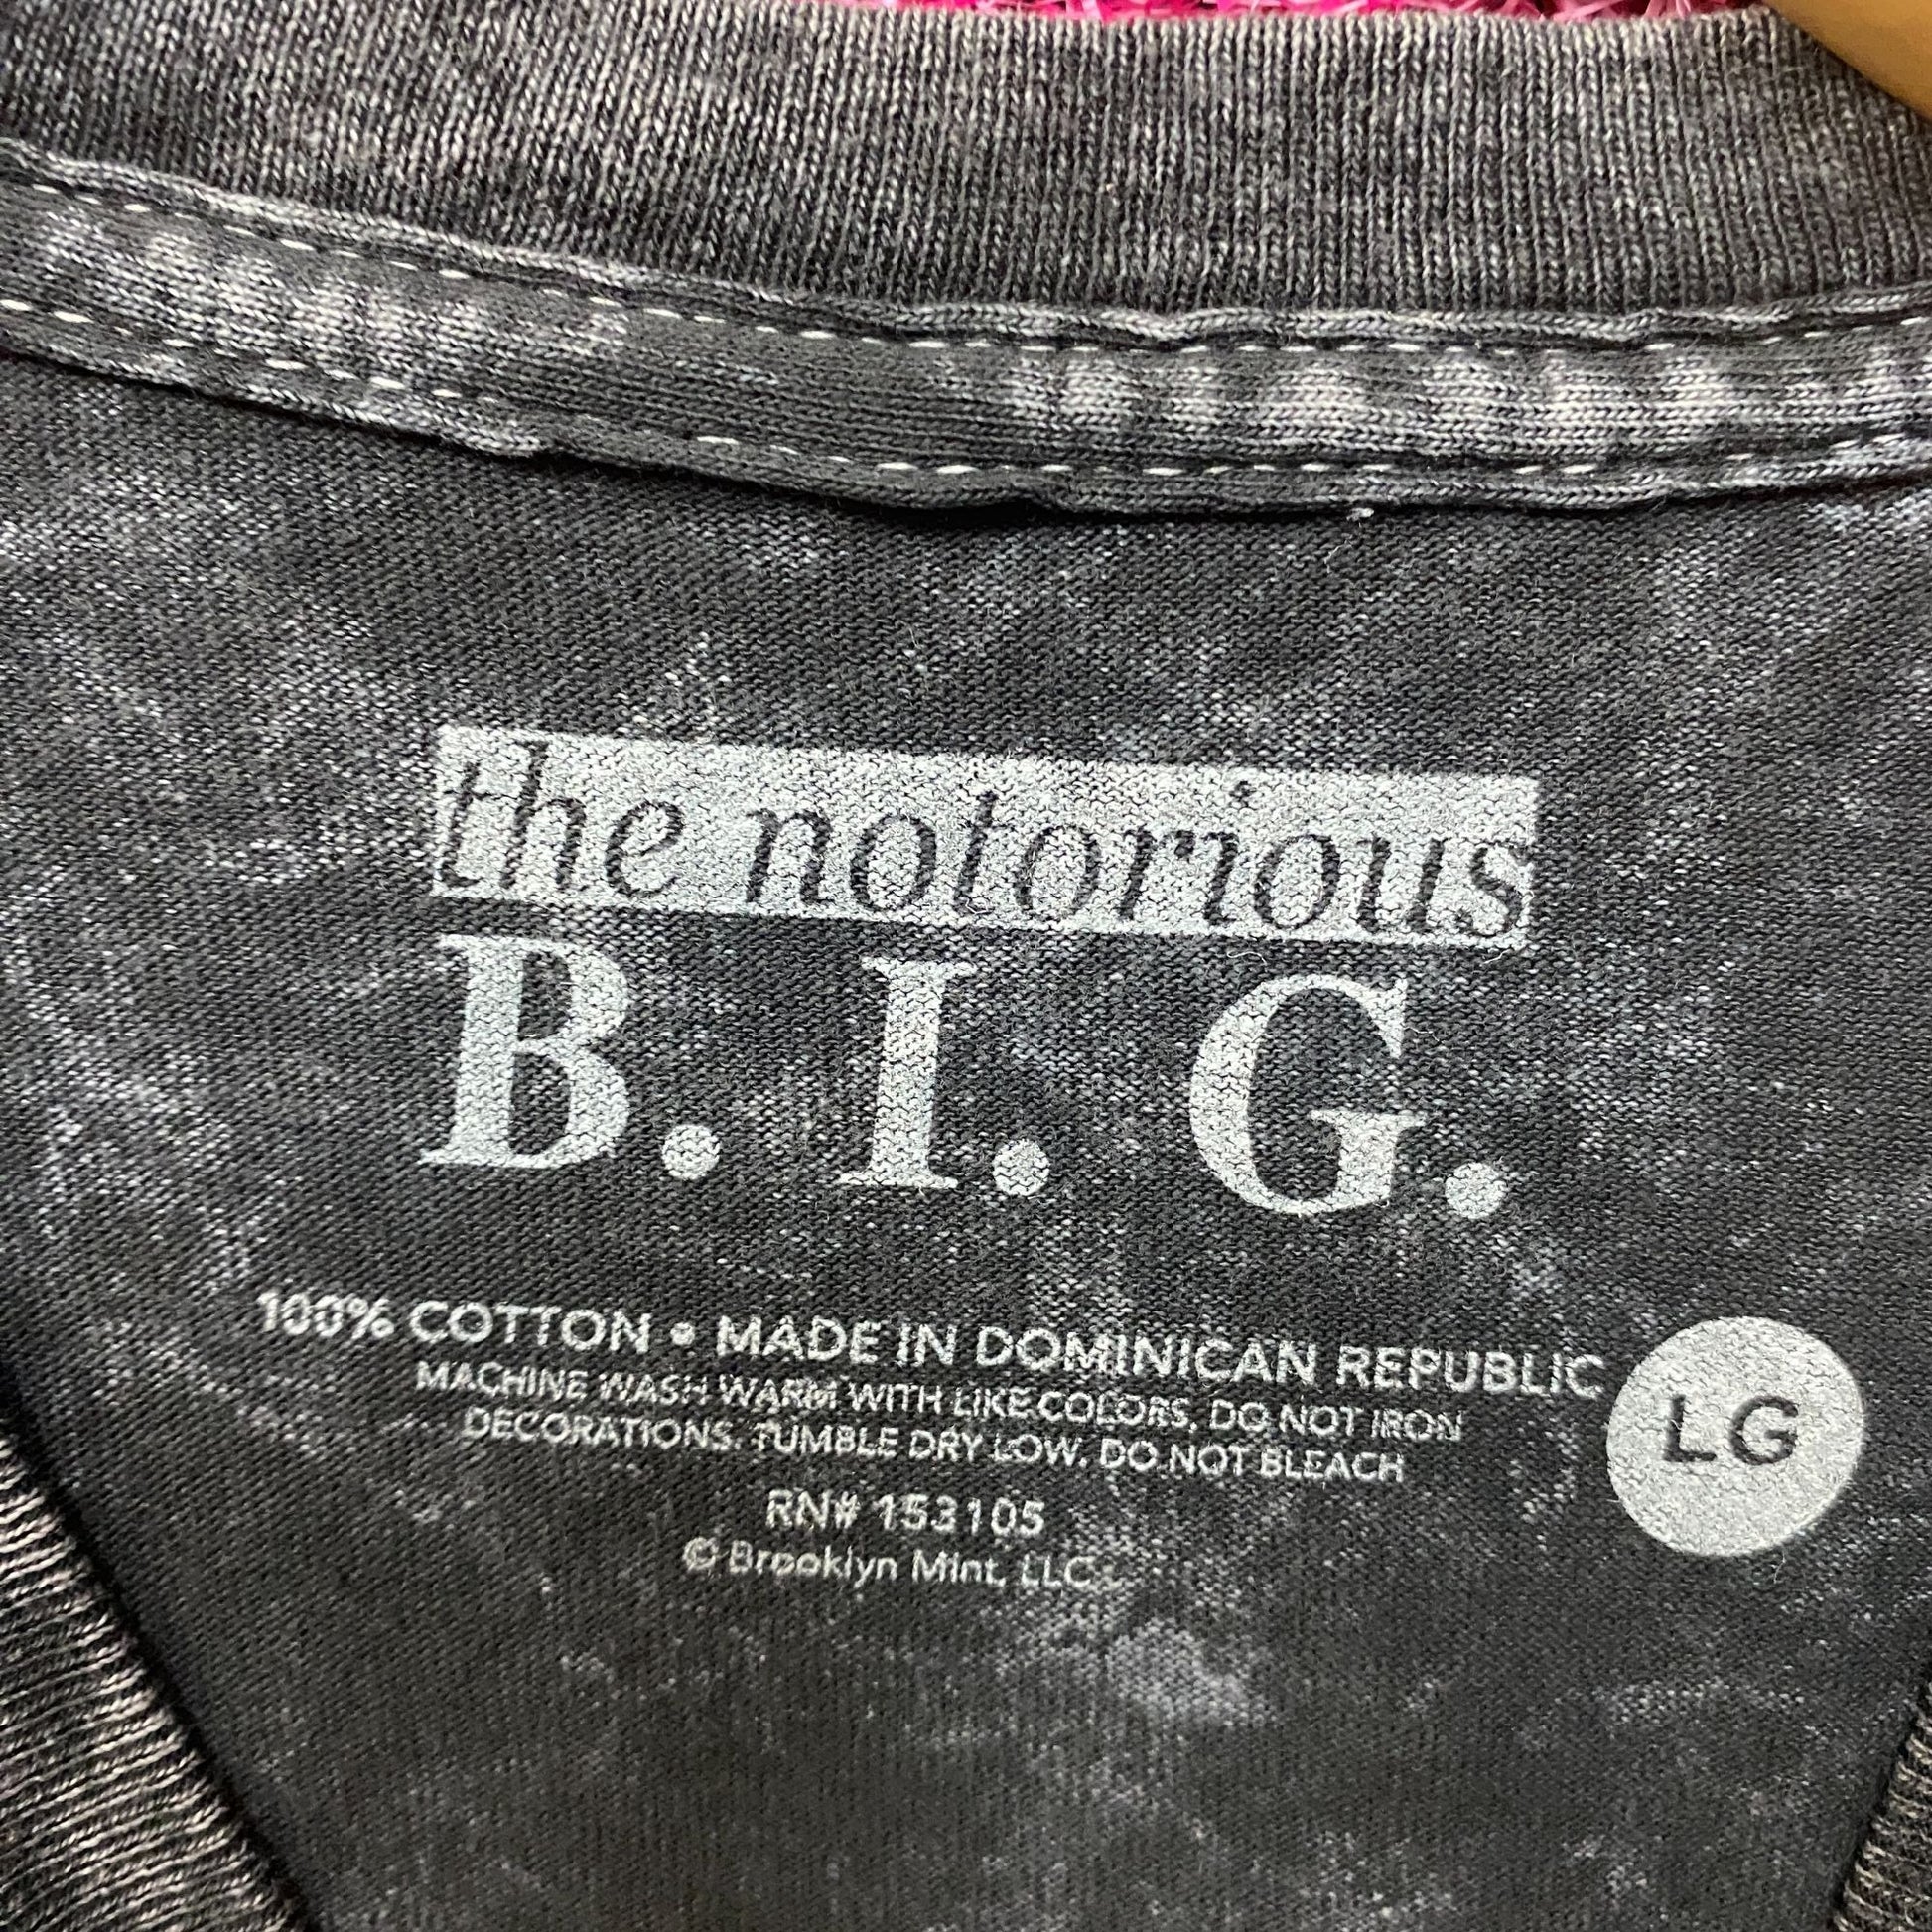 the notorious
B. I. G.
100% COTTON • MADE IN DOMINICAN REPUBLIC
MACHINE WASH WARM WITH LIKE COLORS, DO NOT IRON
DECORATIONS. TUMBLE DRY LOW. DO NOT BLEACH
LG
RN# 153105
© Brooklyn Mint, LLC.